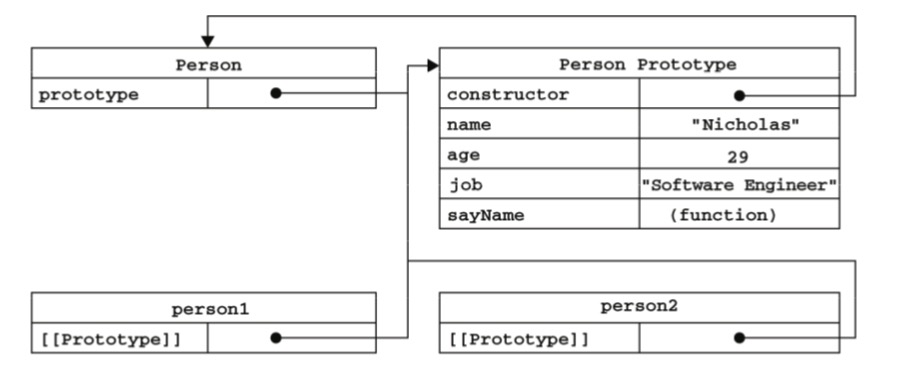 Person
prototype
Person Prototype
constructor
name "Nicholas"
age 29
job "Software Engineer"
sayName (function)
person1
[[Prototype]]
person2
[[Prototype]]